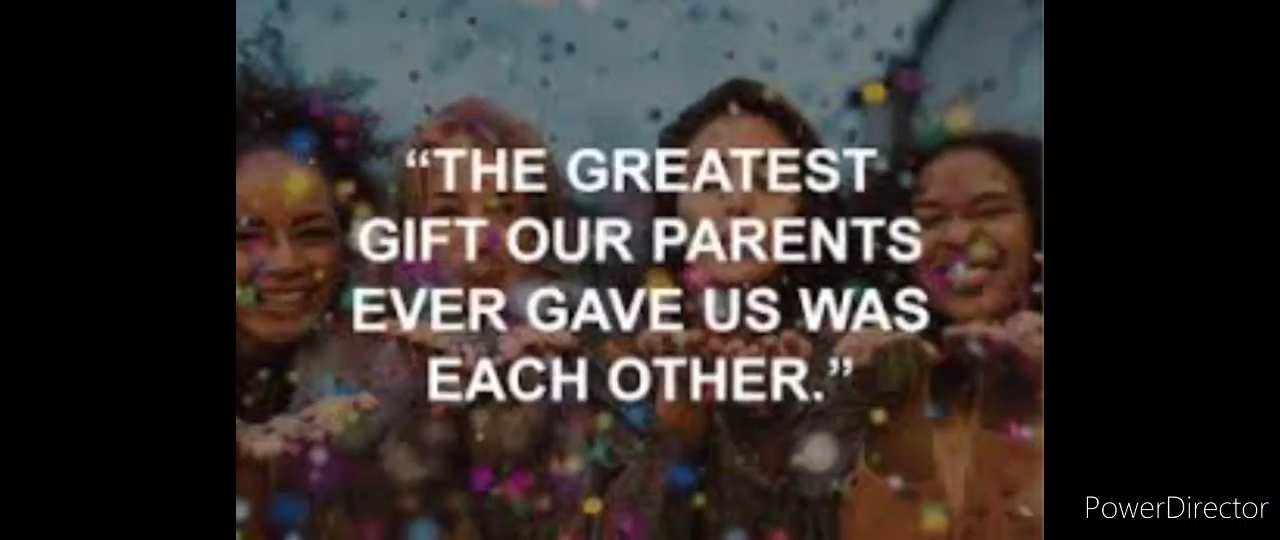 “THE GREATEST
GIFT OUR PARENTS
EVER GAVE US WAS
EACH OTHER.”
PowerDirector